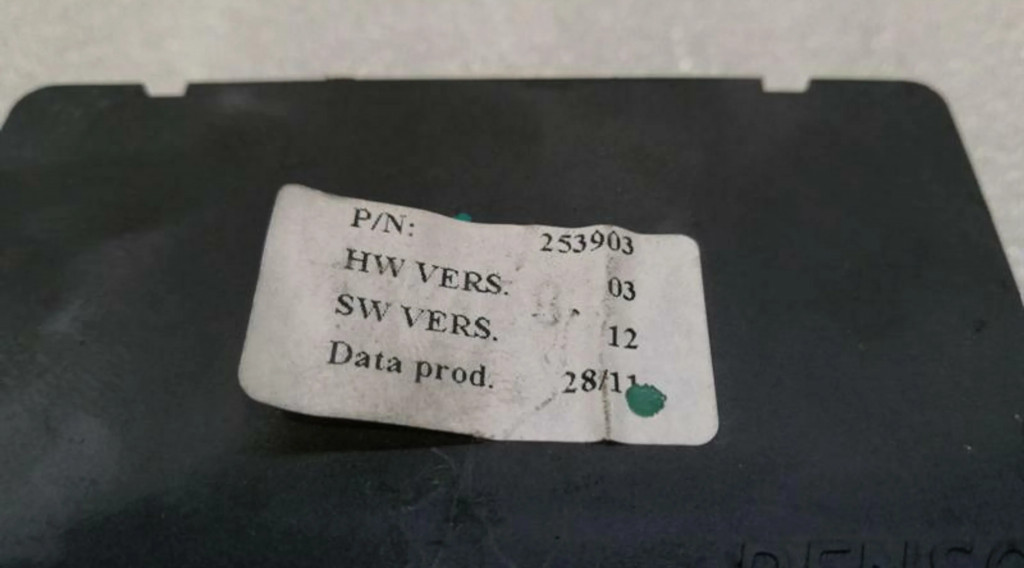 P/N: 253903
HW VERS. 03
SW VERS. 12
Data prod. 28/11